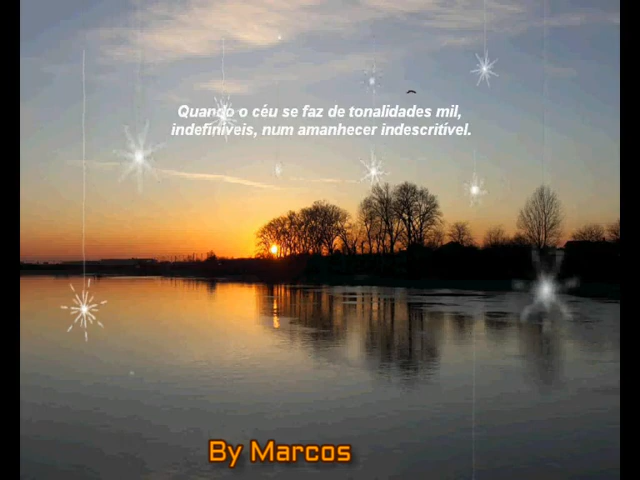 Quando o céu se faz de tonalidades mil,
indefiníveis, num amanhecer indescritível.
By Marcos